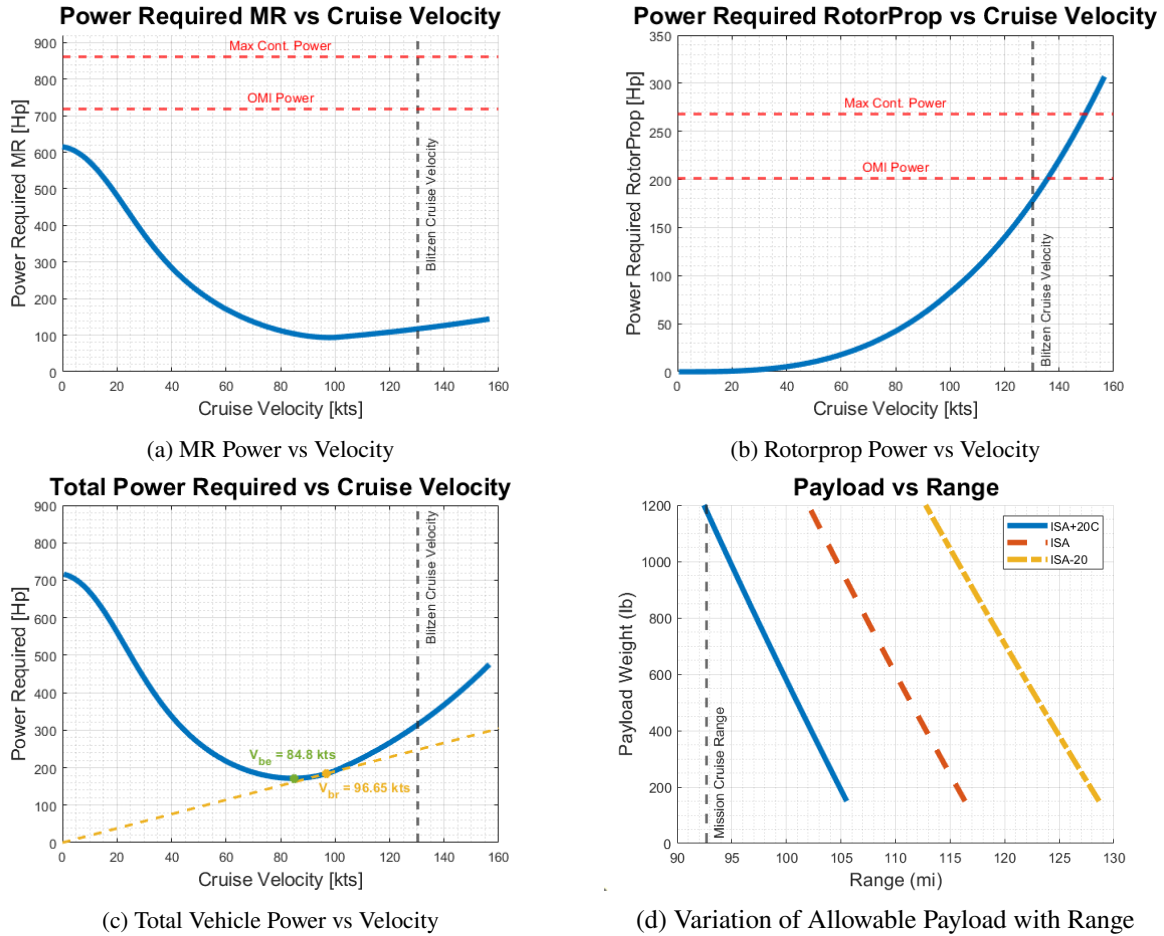 Power Required MR vs Cruise Velocity
Power Required MR [Hp]
900
800
700
600
500
400
300
200
100
0
Max Cont. Power
OMI Power
Blitzen Cruise Velocity
0 20 40 60 80 100 120 140 160
Cruise Velocity [kts]
(a) MR Power vs Velocity
Power Required RotorProp vs Cruise Velocity
Power Required RotorProp [Hp]
350
300
250
200
150
100
50
0
Max Cont. Power
OMI Power
Blitzen Cruise Velocity
0 20 40 60 80 100 120 140 160
Cruise Velocity [kts]
(b) Rotorprop Power vs Velocity
Total Power Required vs Cruise Velocity
Power Required [Hp]
900
800
700
600
500
400
300
200
100
0
Blitzen Cruise Velocity
V_be = 84.8 kts
V_br = 96.65 kts
0 20 40 60 80 100 120 140 160
Cruise Velocity [kts]
(c) Total Vehicle Power vs Velocity
Payload vs Range
Payload Weight (lb)
1200
1000
800
600
400
200
0
ISA+20C
ISA
ISA-20
Mission Cruise Range
90 95 100 105 110 115 120 125 130
Range (mi)
(d) Variation of Allowable Payload with Range